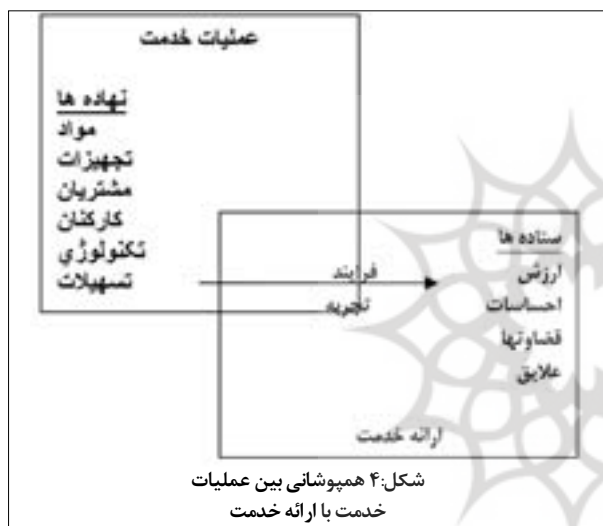 عملیات خدمت
نهاده ها
مواد
تجهیزات
مشتریان
کارکنان
تکنولوژي
تسهیلات
فرایند
تجربه
ستاده ها
ارزش
احساسات
قضاوتها
علایق
ارائه خدمت
شکل:۴ همپوشانی بین عملیات
خدمت با ارائه خدمت